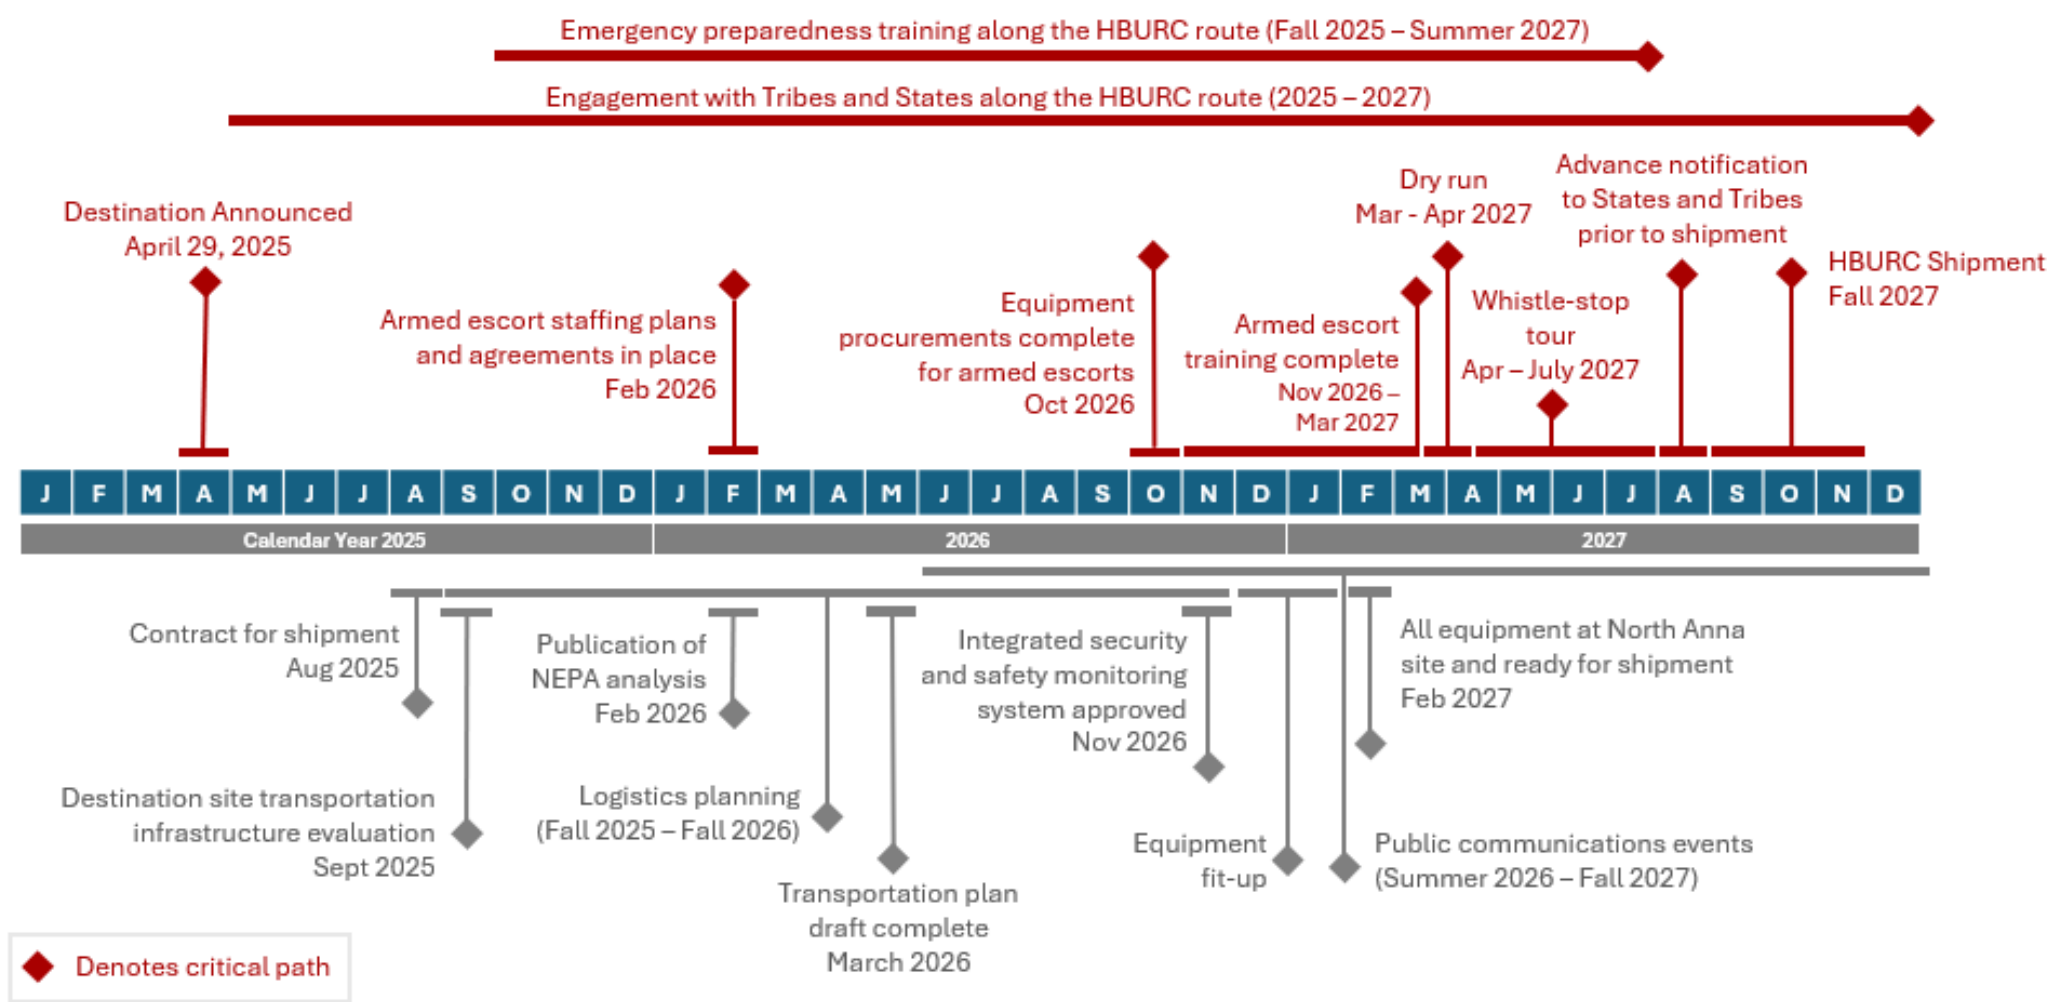 Emergency preparedness training along the HBURC route (Fall 2025 – Summer 2027)
Engagement with Tribes and States along the HBURC route (2025 – 2027)
Destination Announced
April 29, 2025
Armed escort staffing plans
and agreements in place
Feb 2026
Equipment
procurements complete
for armed escorts
Oct 2026
Armed escort
training complete
Nov 2026 –
Mar 2027
Dry run
Mar - Apr 2027
Whistle-stop
tour
Apr – July 2027
Advance notification
to States and Tribes
prior to shipment
HBURC Shipment
Fall 2027
J F M A M J J A S O N D J F M A M J J A S O N D J F M A M J J A S O N D
Calendar Year 2025 2026 2027
Contract for shipment
Aug 2025
Destination site transportation
infrastructure evaluation
Sept 2025
Publication of
NEPA analysis
Feb 2026
Logistics planning
(Fall 2025 – Fall 2026)
Transportation plan
draft complete
March 2026
Integrated security
and safety monitoring
system approved
Nov 2026
Equipment
fit-up
All equipment at North Anna
site and ready for shipment
Feb 2027
Public communications events
(Summer 2026 – Fall 2027)
Denotes critical path